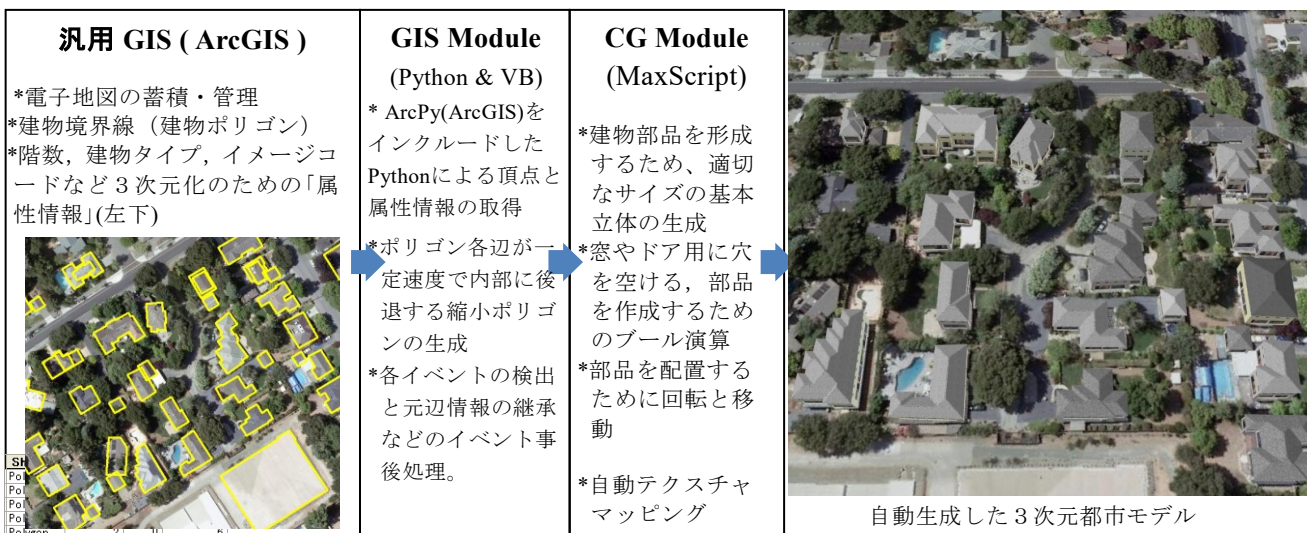 汎用 GIS ( ArcGIS )
*電子地図の蓄積・管理
*建物境界線（建物ポリゴン）
*階数，建物タイプ，イメージコ
ードなど３次元化のための「属
性情報」(左下)
Polygon
GIS Module
(Python & VB)
* ArcPy(ArcGIS)を
インクルードした
Pythonによる頂点と
属性情報の取得
*ポリゴン各辺が一
定速度で内部に後
退する縮小ポリゴ
ンの生成
*各イベントの検出
と元辺情報の継承
などのイベント事
後処理。
CG Module
(MaxScript)
*建物部品を形成
するため、適切
なサイズの基本
立体の生成
*窓やドア用に穴
を空ける，部品
を作成するため
のブール演算
*部品を配置する
ために回転と移
動
*自動テクスチャ
マッピング
自動生成した３次元都市モデル